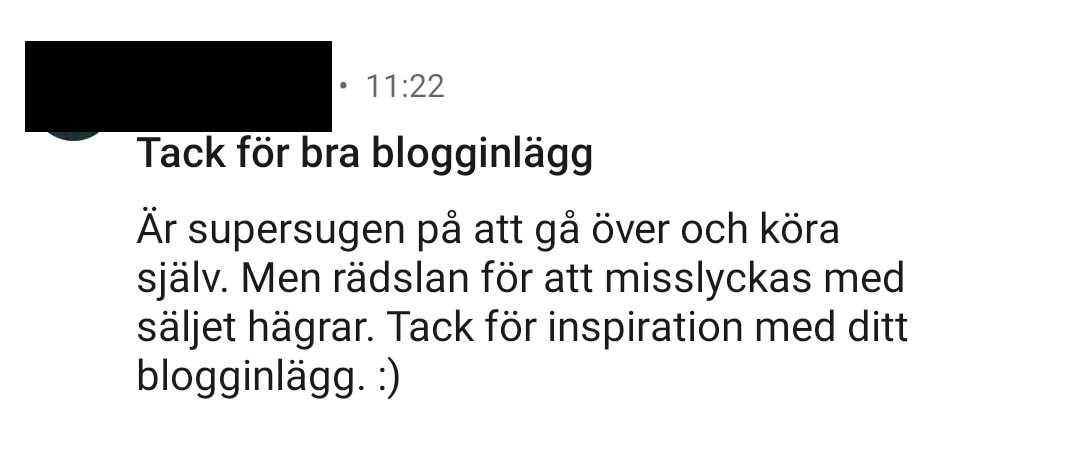 • 11:22
Tack för bra blogginlägg
Är supersugen på att gå över och köra
själv. Men rädslan för att misslyckas med
säljet hägrar. Tack för inspiration med ditt
blogginlägg. :)